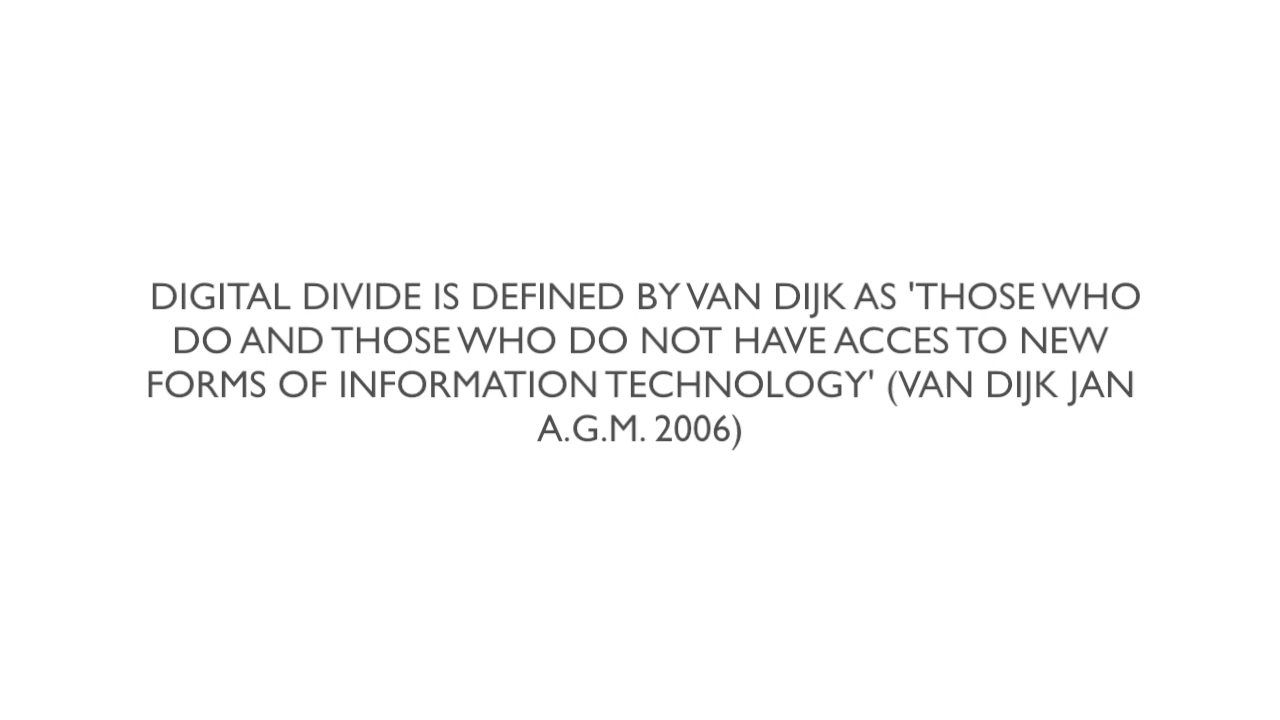 DIGITAL DIVIDE IS DEFINED BY VAN DIJK AS 'THOSE WHO
DO AND THOSE WHO DO NOT HAVE ACCES TO NEW
FORMS OF INFORMATION TECHNOLOGY' (VAN DIJK JAN
A.G.M. 2006)